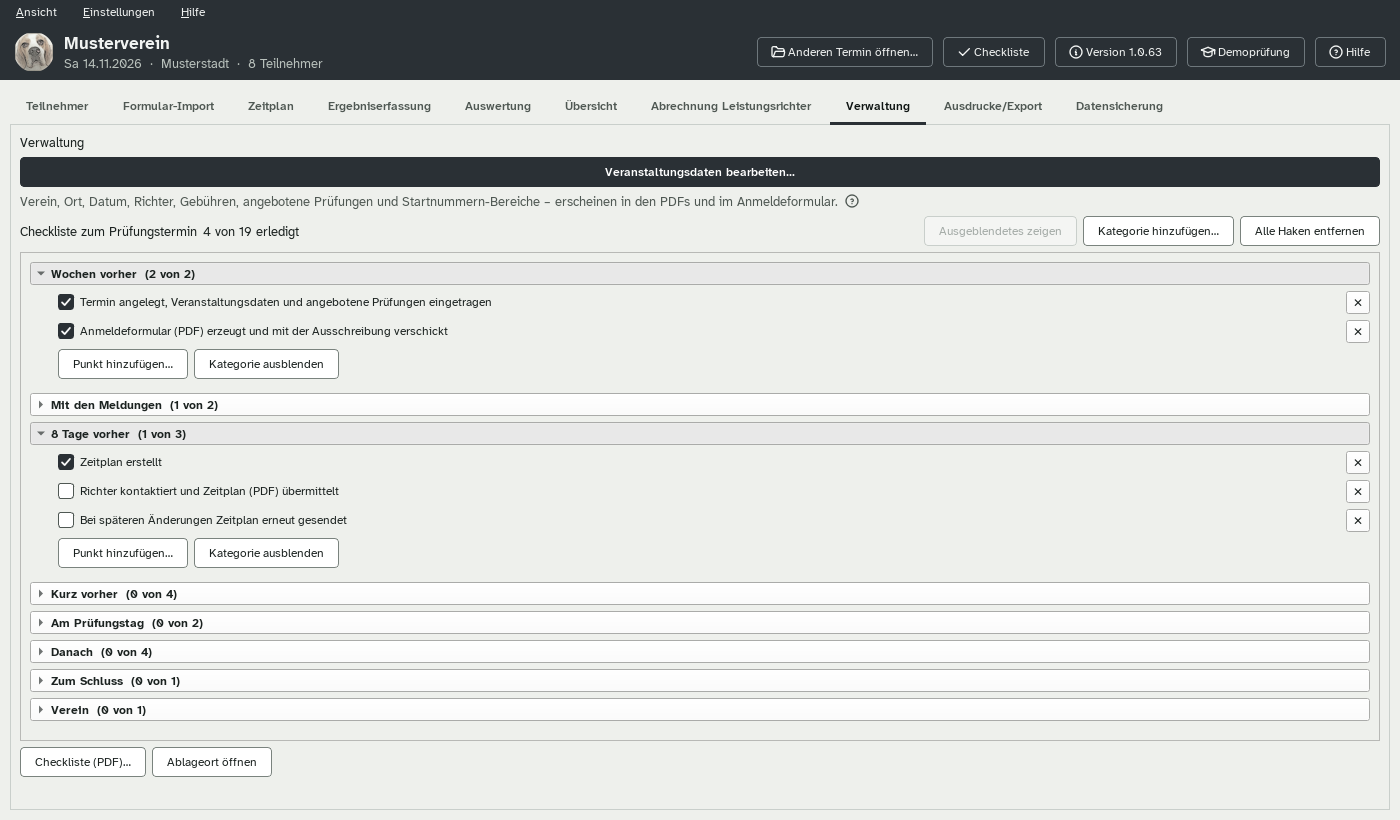 Ansicht Einstellungen Hilfe
Musterverein
Sa 14.11.2026 · Musterstadt · 8 Teilnehmer
Anderen Termin öffnen... Checkliste Version 1.0.63 Demoprüfung Hilfe
Teilnehmer Formular-Import Zeitplan Ergebniserfassung Auswertung Übersicht Abrechnung Leistungsrichter Verwaltung Ausdrucke/Export Datensicherung
Verwaltung
Veranstaltungsdaten bearbeiten...
Verein, Ort, Datum, Richter, Gebühren, angebotene Prüfungen und Startnummern-Bereiche – erscheinen in den PDFs und im Anmeldeformular.
Checkliste zum Prüfungstermin 4 von 19 erledigt
Ausgeblendetes zeigen Kategorie hinzufügen... Alle Haken entfernen
Wochen vorher (2 von 2)
Termin angelegt, Veranstaltungsdaten und angebotene Prüfungen eingetragen
Anmeldeformular (PDF) erzeugt und mit der Ausschreibung verschickt
Punkt hinzufügen... Kategorie ausblenden
Mit den Meldungen (1 von 2)
8 Tage vorher (1 von 3)
Zeitplan erstellt
Richter kontaktiert und Zeitplan (PDF) übermittelt
Bei späteren Änderungen Zeitplan erneut gesendet
Punkt hinzufügen... Kategorie ausblenden
Kurz vorher (0 von 4)
Am Prüfungstag (0 von 2)
Danach (0 von 4)
Zum Schluss (0 von 1)
Verein (0 von 1)
Checkliste (PDF)... Ablageort öffnen